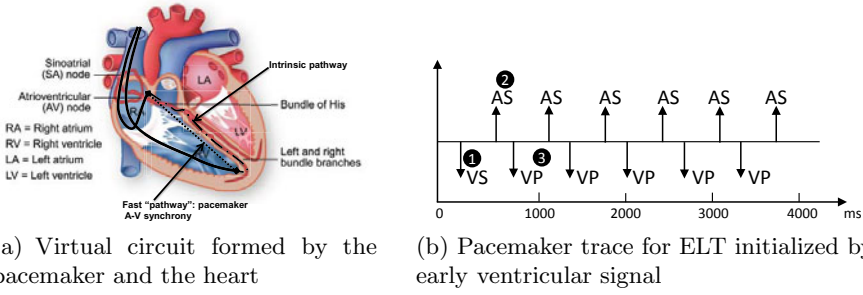 Sinoatrial
(SA) node
Atrioventricular
(AV) node
RA = Right atrium
RV = Right ventricle
LA = Left atrium
LV = Left ventricle
Intrinsic pathway
LA
RA
LV
Bundle of His
Left and right
bundle branches
Fast “pathway”: pacemaker
A-V synchrony
2
AS AS AS AS AS AS
1 3
VS VP VP VP VP VP
0 1000 2000 3000 4000 ms
a) Virtual circuit formed by the
pacemaker and the heart
(b) Pacemaker trace for ELT initialized by
early ventricular signal